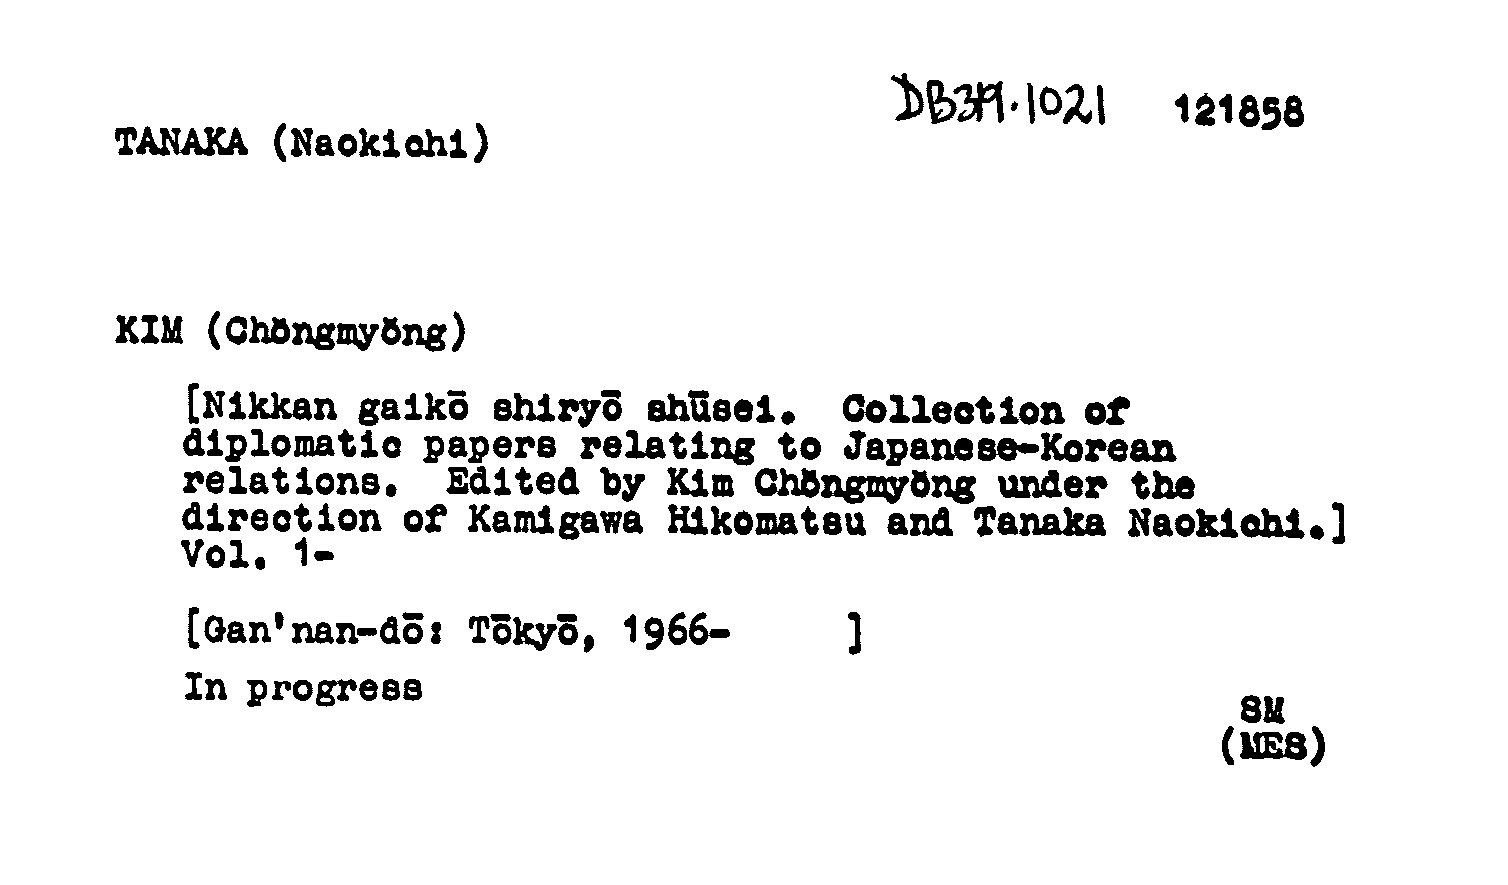 DB319.1021 121858
TANAKA (Naokichi)
KIM (Chŏngmyŏng)
[Nikkan gaikō shiryō shūsei. Collection of
diplomatic papers relating to Japanese-Korean
relations. Edited by Kim Chŏngmyŏng under the
direction of Kamigawa Hikomatsu and Tanaka Naokichi.]
Vol. 1-
[Gan'nan-dō: Tōkyō, 1966- ]
In progress
SM
(MES)